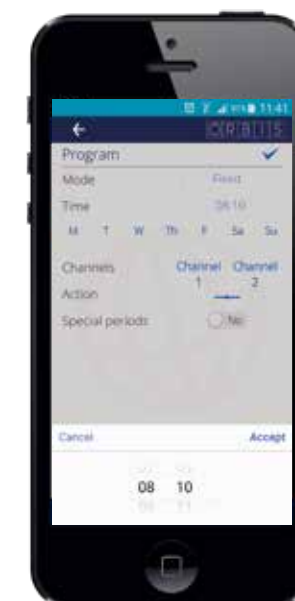 11:41
ORBIS
Program
Mode Fixed
Time 08:10
M T W Th F Sa Su
Channels Channel 1 Channel 2
Action
Special periods No
Cancel Accept
08 10